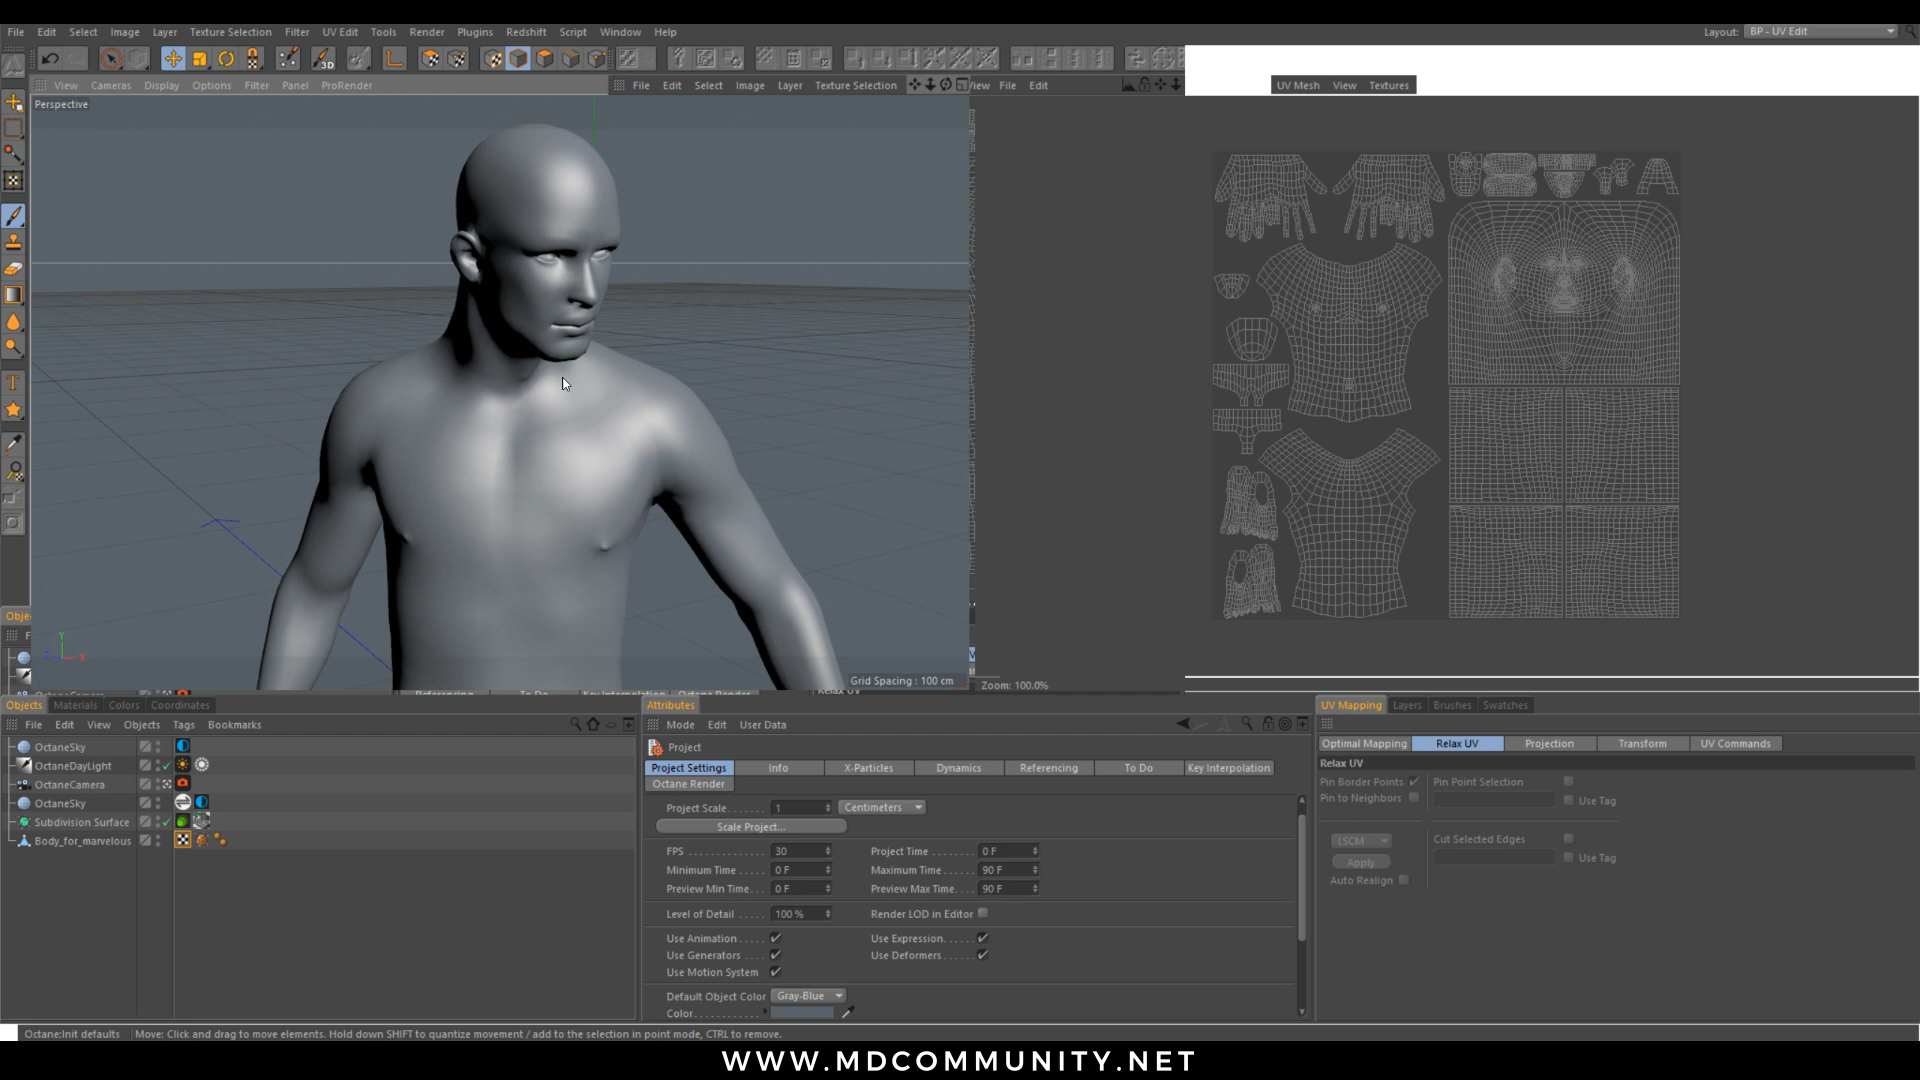 File Edit Select Image Layer Texture Selection Filter UV Edit Tools Render Redshift Plugins Script Window Help
Layout: BP - UV Edit
3D
View Cameras Display Options Filter Panel ProRender
File Edit Select Image Layer Texture Selection
View File Edit
UV Mesh View Textures
Perspective
Y
Z X
Grid Spacing : 100 cm
Zoom: 100.0%
Objects Materials Colors Coordinates
Attributes
UV Mapping Layers Brushes Swatches
File Edit View Objects Tags Bookmarks
Mode Edit User Data
OctaneSky
OctaneDayLight
OctaneCamera
OctaneSky
Subdivision Surface
Body_for_marvelous
Project
Project Settings Info X-Particles Dynamics Referencing To Do Key Interpolation
Octane Render
Project Scale . . . . . . . 1 Centimeters
Scale Project...
FPS . . . . . . . . . . . . . 30 Project Time . . . . . . . 0 F
Minimum Time . . . . 0 F Maximum Time . . . . 90 F
Preview Min Time. . . 0 F Preview Max Time. . . 90 F
Level of Detail . . . . . 100 % Render LOD in Editor
Use Animation . . . . . Use Expression. . . . . .
Use Generators . . . . Use Deformers . . . . . .
Use Motion System
Default Object Color Gray-Blue
Color. . . . . . . . . . . . .
Optimal Mapping Relax UV Projection Transform UV Commands
Relax UV
Pin Border Points Pin Point Selection
Pin to Neighbors Use Tag
LSCM Cut Selected Edges
Apply Use Tag
Auto Realign
Octane:Init defaults Move: Click and drag to move elements. Hold down SHIFT to quantize movement / add to the selection in point mode, CTRL to remove.
WWW.MDCOMMUNITY.NET